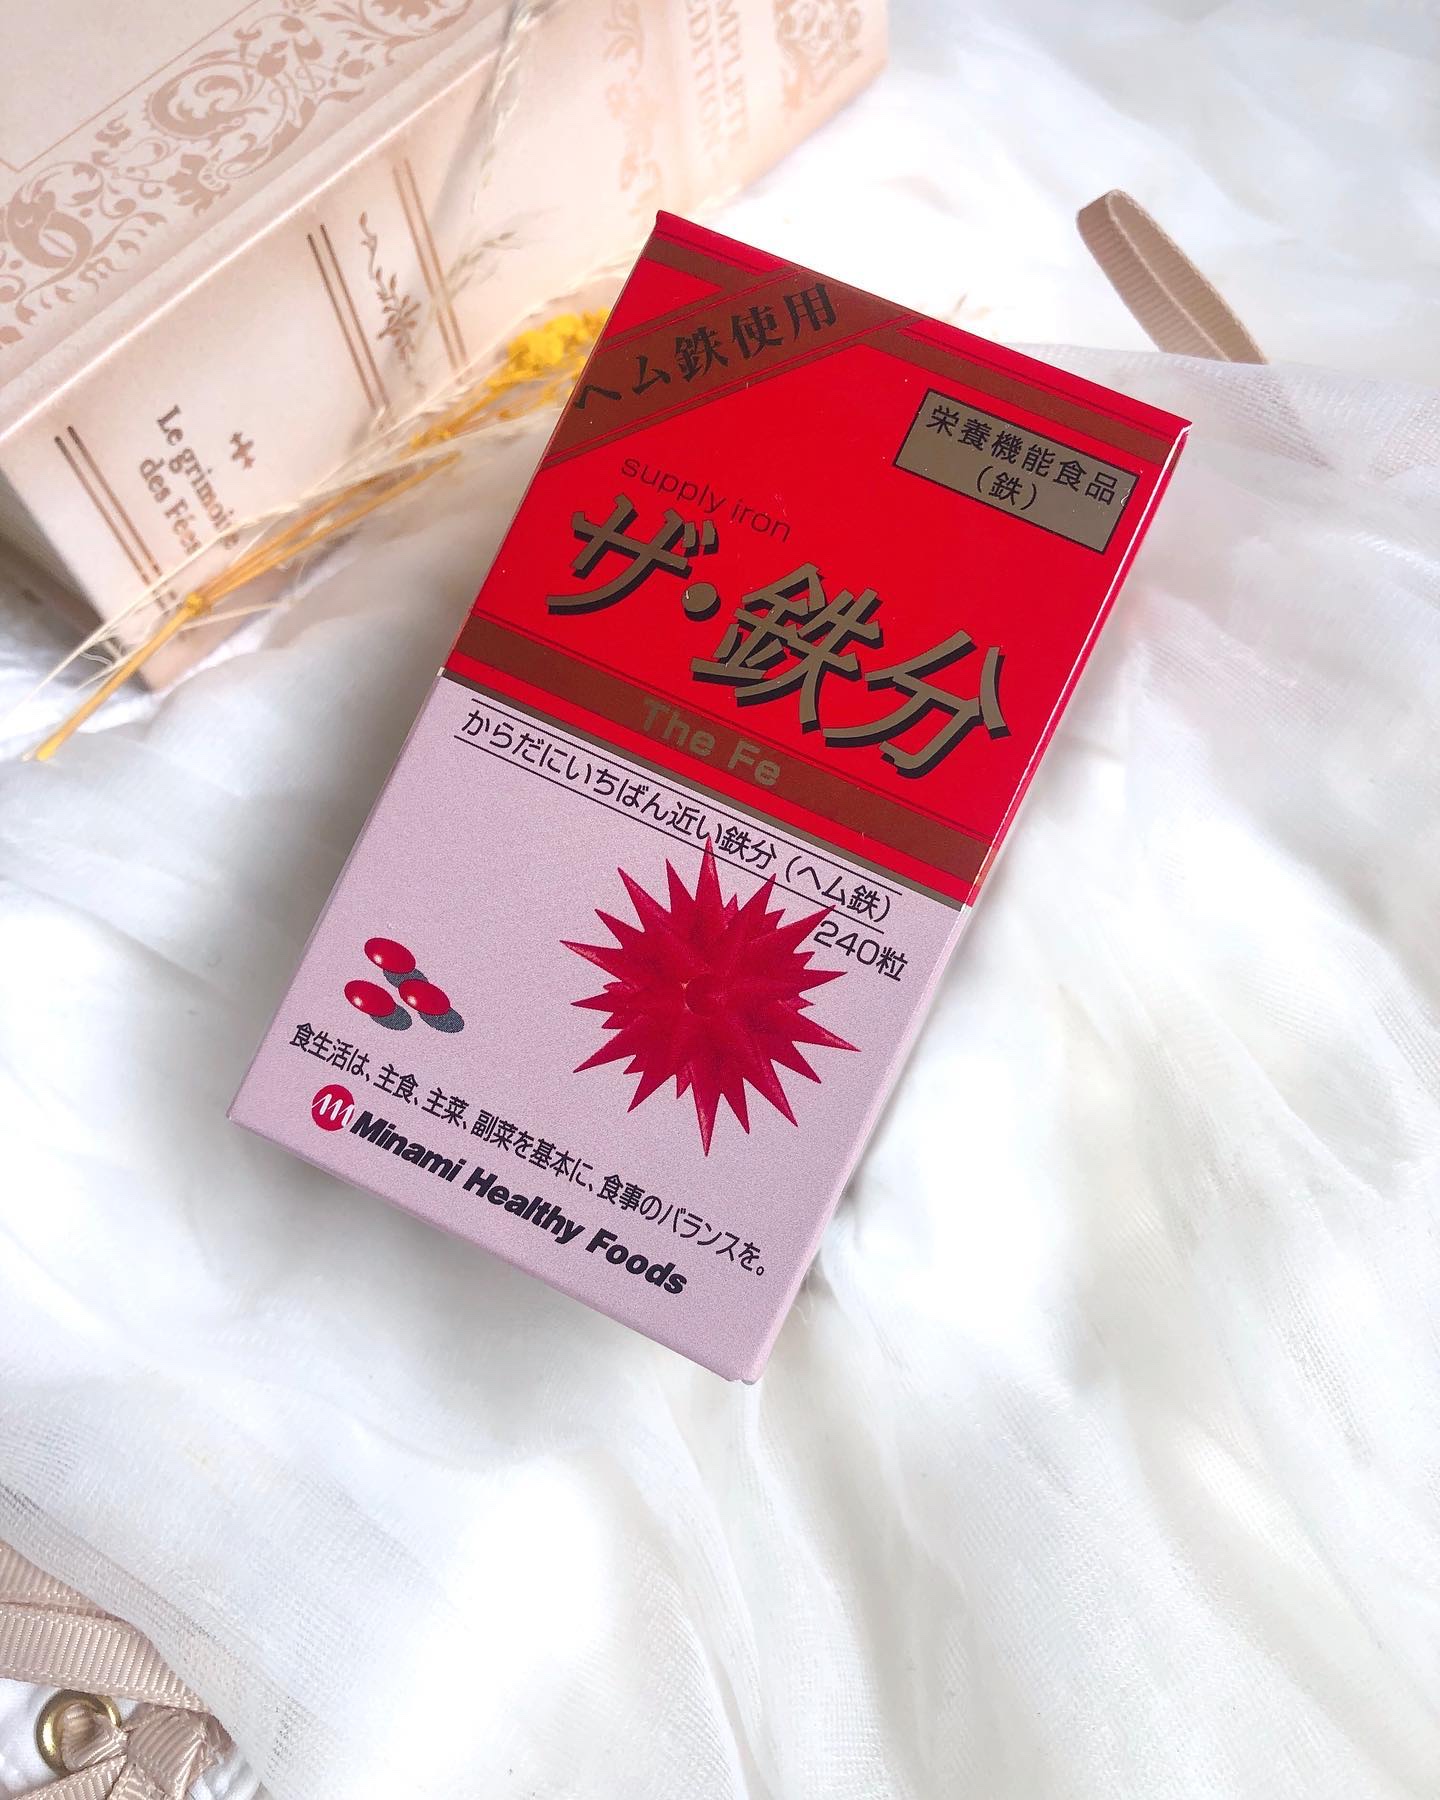 COMPLETE
EDITION
Le grimoire
des Fées
ヘム鉄使用
栄養機能食品
(鉄)
supply iron
ザ・鉄分
The Fe
からだにいちばん近い鉄分(ヘム鉄)
240粒
食生活は、主食、主菜、副菜を基本に、食事のバランスを。
Minami Healthy Foods